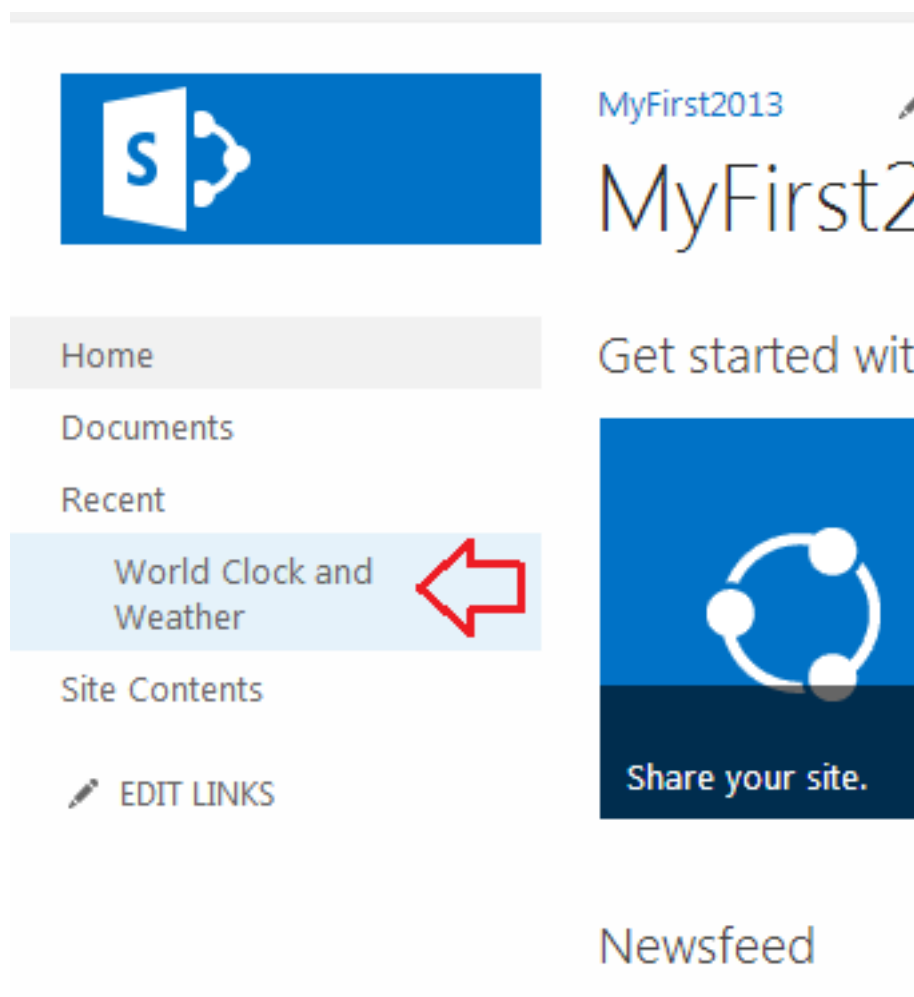 S
MyFirst2013
MyFirst2
Home
Get started wit
Documents
Recent
World Clock and
Weather
Site Contents
Share your site.
EDIT LINKS
Newsfeed